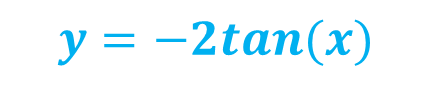 y = −2tan(x)